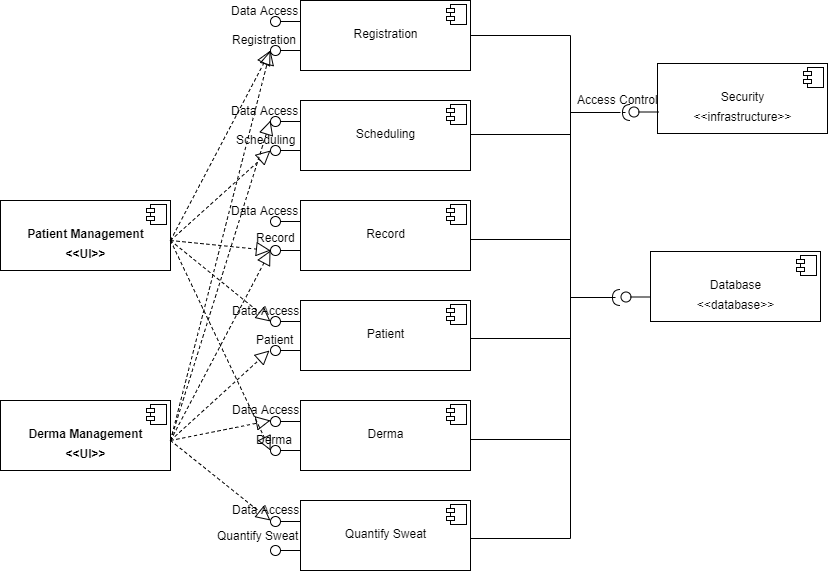 Data Access
Registration
Registration
Data Access
Scheduling
Scheduling
Access Control
Security
<<infrastructure>>
Patient Management
<<UI>>
Data Access
Record
Record
Database
<<database>>
Data Access
Patient
Patient
Derma Management
<<UI>>
Data Access
Derma
Derma
Data Access
Quantify Sweat
Quantify Sweat